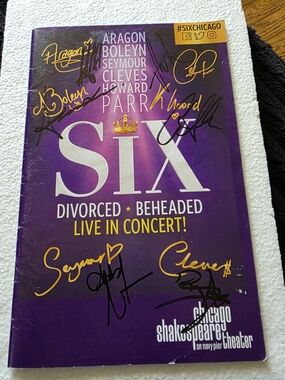 #SIXCHICAGO
ARAGON
BOLEYN
SEYMOUR
CLEVES
HOWARD
PARR
Aragon
Boleyn
K Howard
SIX
DIVORCED ★ BEHEADED
LIVE IN CONCERT!
Seymour
Cleves
chicago
shakespeare
on navy pier theater